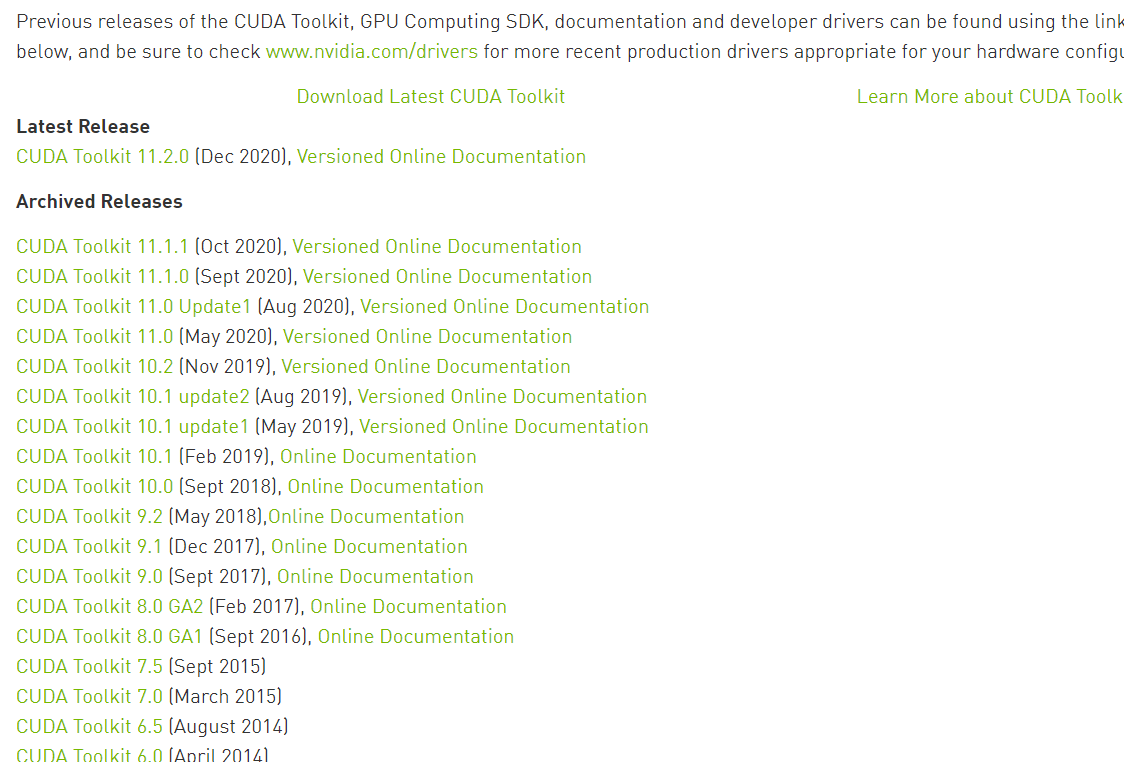 Previous releases of the CUDA Toolkit, GPU Computing SDK, documentation and developer drivers can be found using the link
below, and be sure to check www.nvidia.com/drivers for more recent production drivers appropriate for your hardware configu
Download Latest CUDA Toolkit Learn More about CUDA Toolk
Latest Release
CUDA Toolkit 11.2.0 (Dec 2020), Versioned Online Documentation
Archived Releases
CUDA Toolkit 11.1.1 (Oct 2020), Versioned Online Documentation
CUDA Toolkit 11.1.0 (Sept 2020), Versioned Online Documentation
CUDA Toolkit 11.0 Update1 (Aug 2020), Versioned Online Documentation
CUDA Toolkit 11.0 (May 2020), Versioned Online Documentation
CUDA Toolkit 10.2 (Nov 2019), Versioned Online Documentation
CUDA Toolkit 10.1 update2 (Aug 2019), Versioned Online Documentation
CUDA Toolkit 10.1 update1 (May 2019), Versioned Online Documentation
CUDA Toolkit 10.1 (Feb 2019), Online Documentation
CUDA Toolkit 10.0 (Sept 2018), Online Documentation
CUDA Toolkit 9.2 (May 2018),Online Documentation
CUDA Toolkit 9.1 (Dec 2017), Online Documentation
CUDA Toolkit 9.0 (Sept 2017), Online Documentation
CUDA Toolkit 8.0 GA2 (Feb 2017), Online Documentation
CUDA Toolkit 8.0 GA1 (Sept 2016), Online Documentation
CUDA Toolkit 7.5 (Sept 2015)
CUDA Toolkit 7.0 (March 2015)
CUDA Toolkit 6.5 (August 2014)
CUDA Toolkit 6.0 (April 2014)